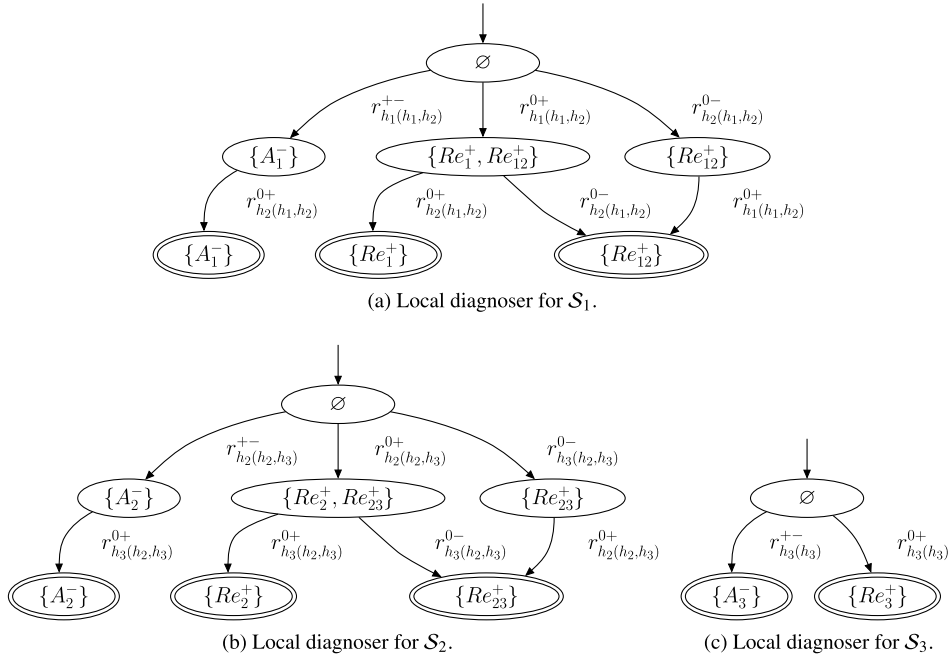 ∅
r^{+-}_{h_1(h_1,h_2)} r^{0+}_{h_1(h_1,h_2)} r^{0-}_{h_2(h_1,h_2)}
{A_1^-} {Re_1^+, Re_{12}^+} {Re_{12}^+}
r^{0+}_{h_2(h_1,h_2)} r^{0+}_{h_2(h_1,h_2)} r^{0-}_{h_2(h_1,h_2)} r^{0+}_{h_1(h_1,h_2)}
{A_1^-} {Re_1^+} {Re_{12}^+}
(a) Local diagnoser for 𝒮_1.
∅
r^{+-}_{h_2(h_2,h_3)} r^{0+}_{h_2(h_2,h_3)} r^{0-}_{h_3(h_2,h_3)}
{A_2^-} {Re_2^+, Re_{23}^+} {Re_{23}^+}
r^{0+}_{h_3(h_2,h_3)} r^{0+}_{h_3(h_2,h_3)} r^{0-}_{h_3(h_2,h_3)} r^{0+}_{h_2(h_2,h_3)}
{A_2^-} {Re_2^+} {Re_{23}^+}
(b) Local diagnoser for 𝒮_2.
∅
r^{+-}_{h_3(h_3)} r^{0+}_{h_3(h_3)}
{A_3^-} {Re_3^+}
(c) Local diagnoser for 𝒮_3.